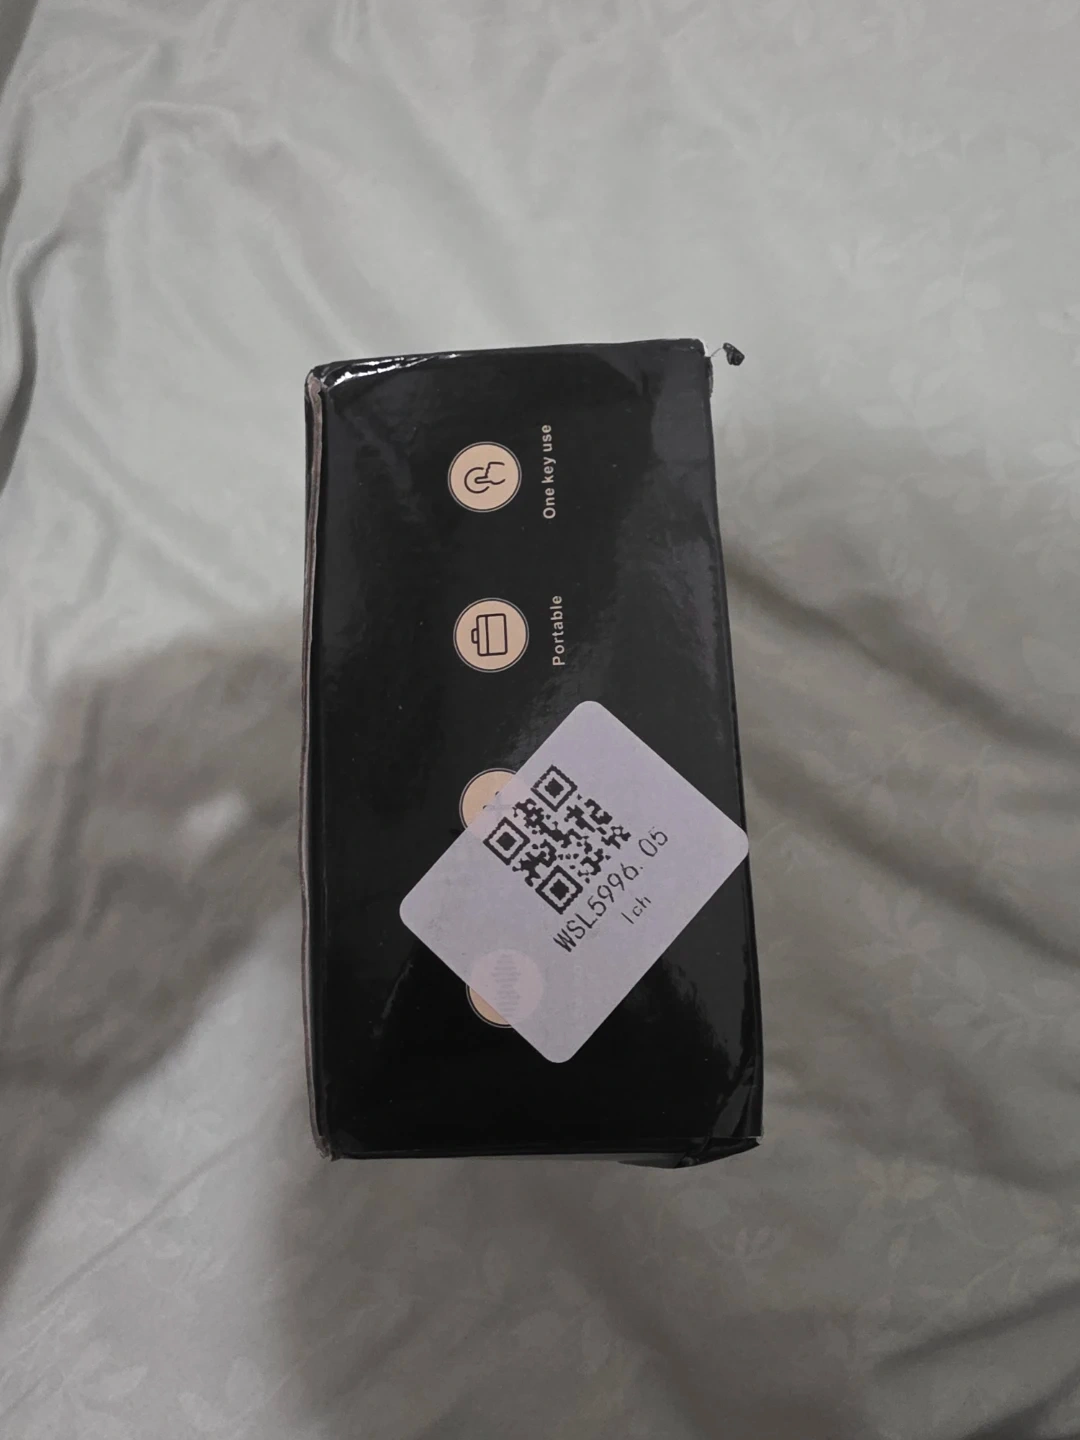 One key use
Portable
WSL5996.05
1ch